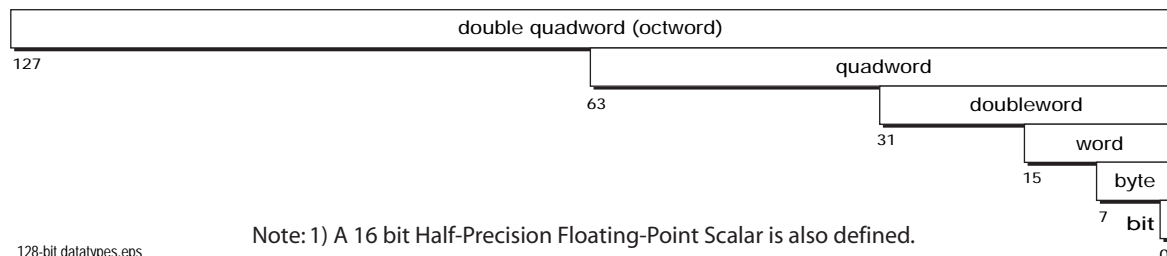 double quadword (octword)
127
quadword
63
doubleword
31
word
15
byte
7
bit
Note: 1) A 16 bit Half-Precision Floating-Point Scalar is also defined.
128-bit datatypes.eps
0